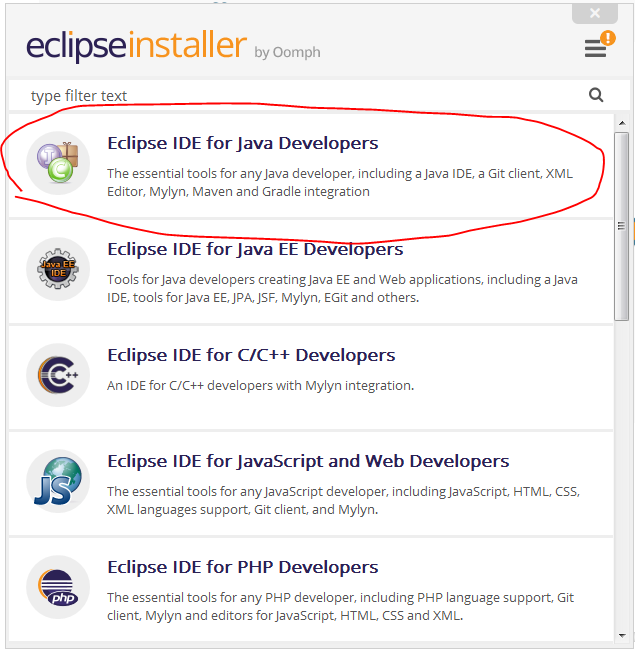 eclipseinstaller by Oomph
type filter text
Eclipse IDE for Java Developers
The essential tools for any Java developer, including a Java IDE, a Git client, XML
Editor, Mylyn, Maven and Gradle integration
Java EE
IDE
Eclipse IDE for Java EE Developers
Tools for Java developers creating Java EE and Web applications, including a Java
IDE, tools for Java EE, JPA, JSF, Mylyn, EGit and others.
C++
Eclipse IDE for C/C++ Developers
An IDE for C/C++ developers with Mylyn integration.
JS
Eclipse IDE for JavaScript and Web Developers
The essential tools for any JavaScript developer, including JavaScript, HTML, CSS,
XML languages support, Git client, and Mylyn.
php
Eclipse IDE for PHP Developers
The essential tools for any PHP developer, including PHP language support, Git
client, Mylyn and editors for JavaScript, HTML, CSS and XML.